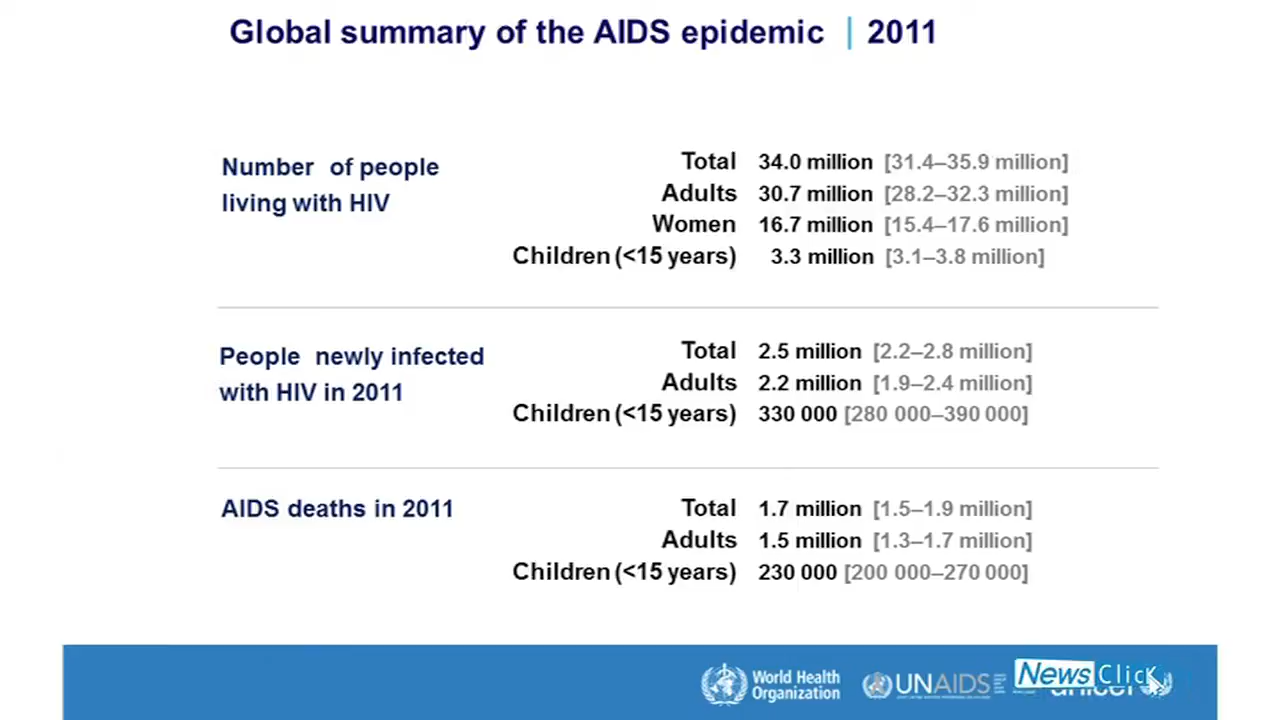 Global summary of the AIDS epidemic | 2011
Number of people
living with HIV
Total 34.0 million [31.4–35.9 million]
Adults 30.7 million [28.2–32.3 million]
Women 16.7 million [15.4–17.6 million]
Children (<15 years) 3.3 million [3.1–3.8 million]
People newly infected
with HIV in 2011
Total 2.5 million [2.2–2.8 million]
Adults 2.2 million [1.9–2.4 million]
Children (<15 years) 330 000 [280 000–390 000]
AIDS deaths in 2011
Total 1.7 million [1.5–1.9 million]
Adults 1.5 million [1.3–1.7 million]
Children (<15 years) 230 000 [200 000–270 000]
World Health
Organization
UNAIDS
News Click
unicef